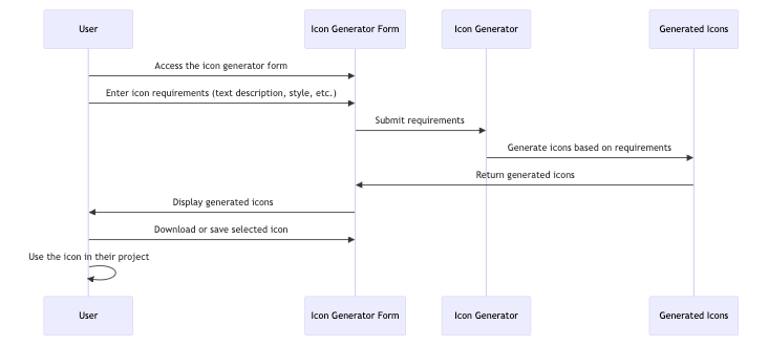 User
Icon Generator Form
Icon Generator
Generated Icons
Access the icon generator form
Enter icon requirements (text description, style, etc.)
Submit requirements
Generate icons based on requirements
Return generated icons
Display generated icons
Download or save selected icon
Use the icon in their project
User
Icon Generator Form
Icon Generator
Generated Icons